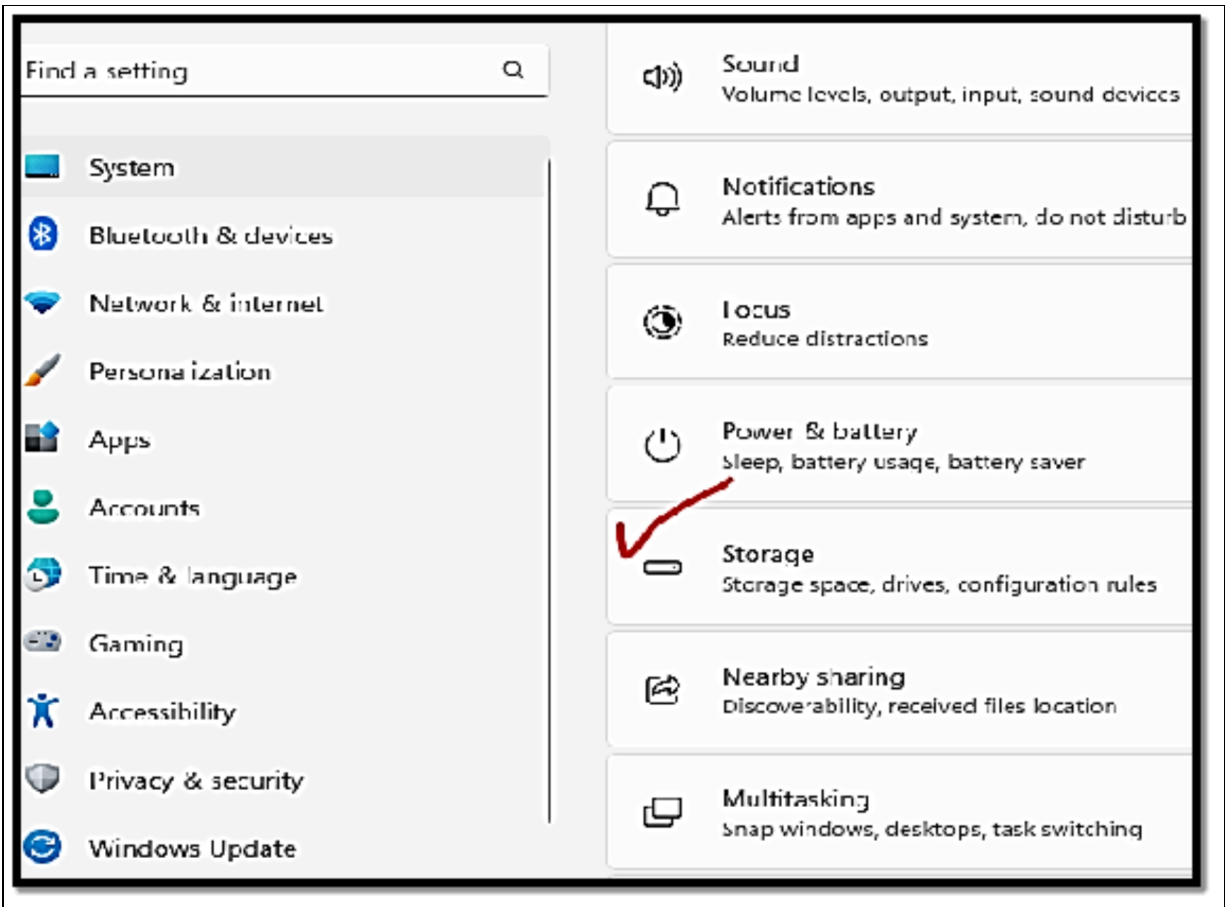 Find a setting
System
Bluetooth & devices
Network & internet
Personalization
Apps
Accounts
Time & language
Gaming
Accessibility
Privacy & security
Windows Update
Sound
Volume levels, output, input, sound devices
Notifications
Alerts from apps and system, do not disturb
Focus
Reduce distractions
Power & battery
Sleep, battery usage, battery saver
Storage
Storage space, drives, configuration rules
Nearby sharing
Discoverability, received files location
Multitasking
Snap windows, desktops, task switching